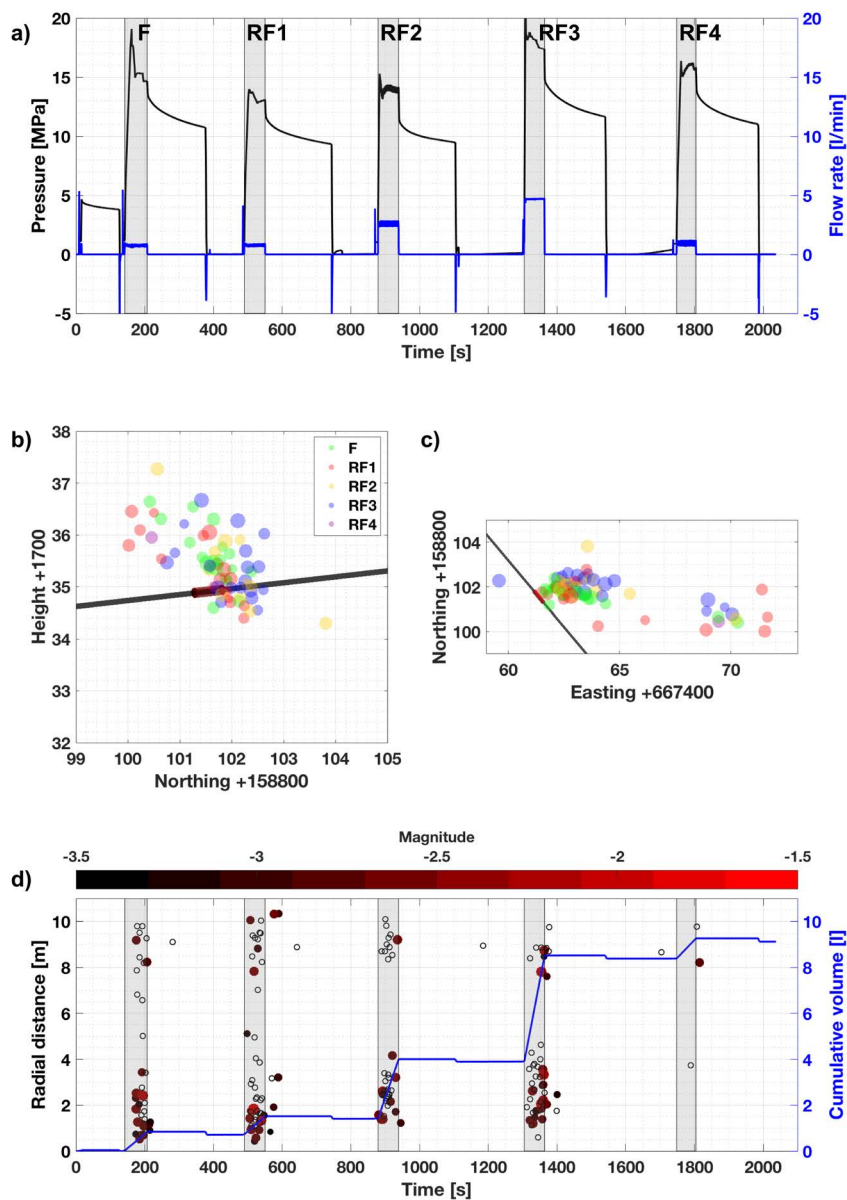 a)
F RF1 RF2 RF3 RF4
20 20
15 15
10 10
5 5
0 0
-5 -5
Pressure [MPa]
Flow rate [l/min]
0 200 400 600 800 1000 1200 1400 1600 1800 2000
Time [s]
b)
38
37
36
35
34
33
32
Height +1700
99 100 101 102 103 104 105
Northing +158800
F
RF1
RF2
RF3
RF4
c)
104
102
100
Northing +158800
60 65 70
Easting +667400
Magnitude
-3.5 -3 -2.5 -2 -1.5
d)
10 10
8 8
6 6
4 4
2 2
0 0
Radial distance [m]
Cumulative volume [l]
0 200 400 600 800 1000 1200 1400 1600 1800 2000
Time [s]